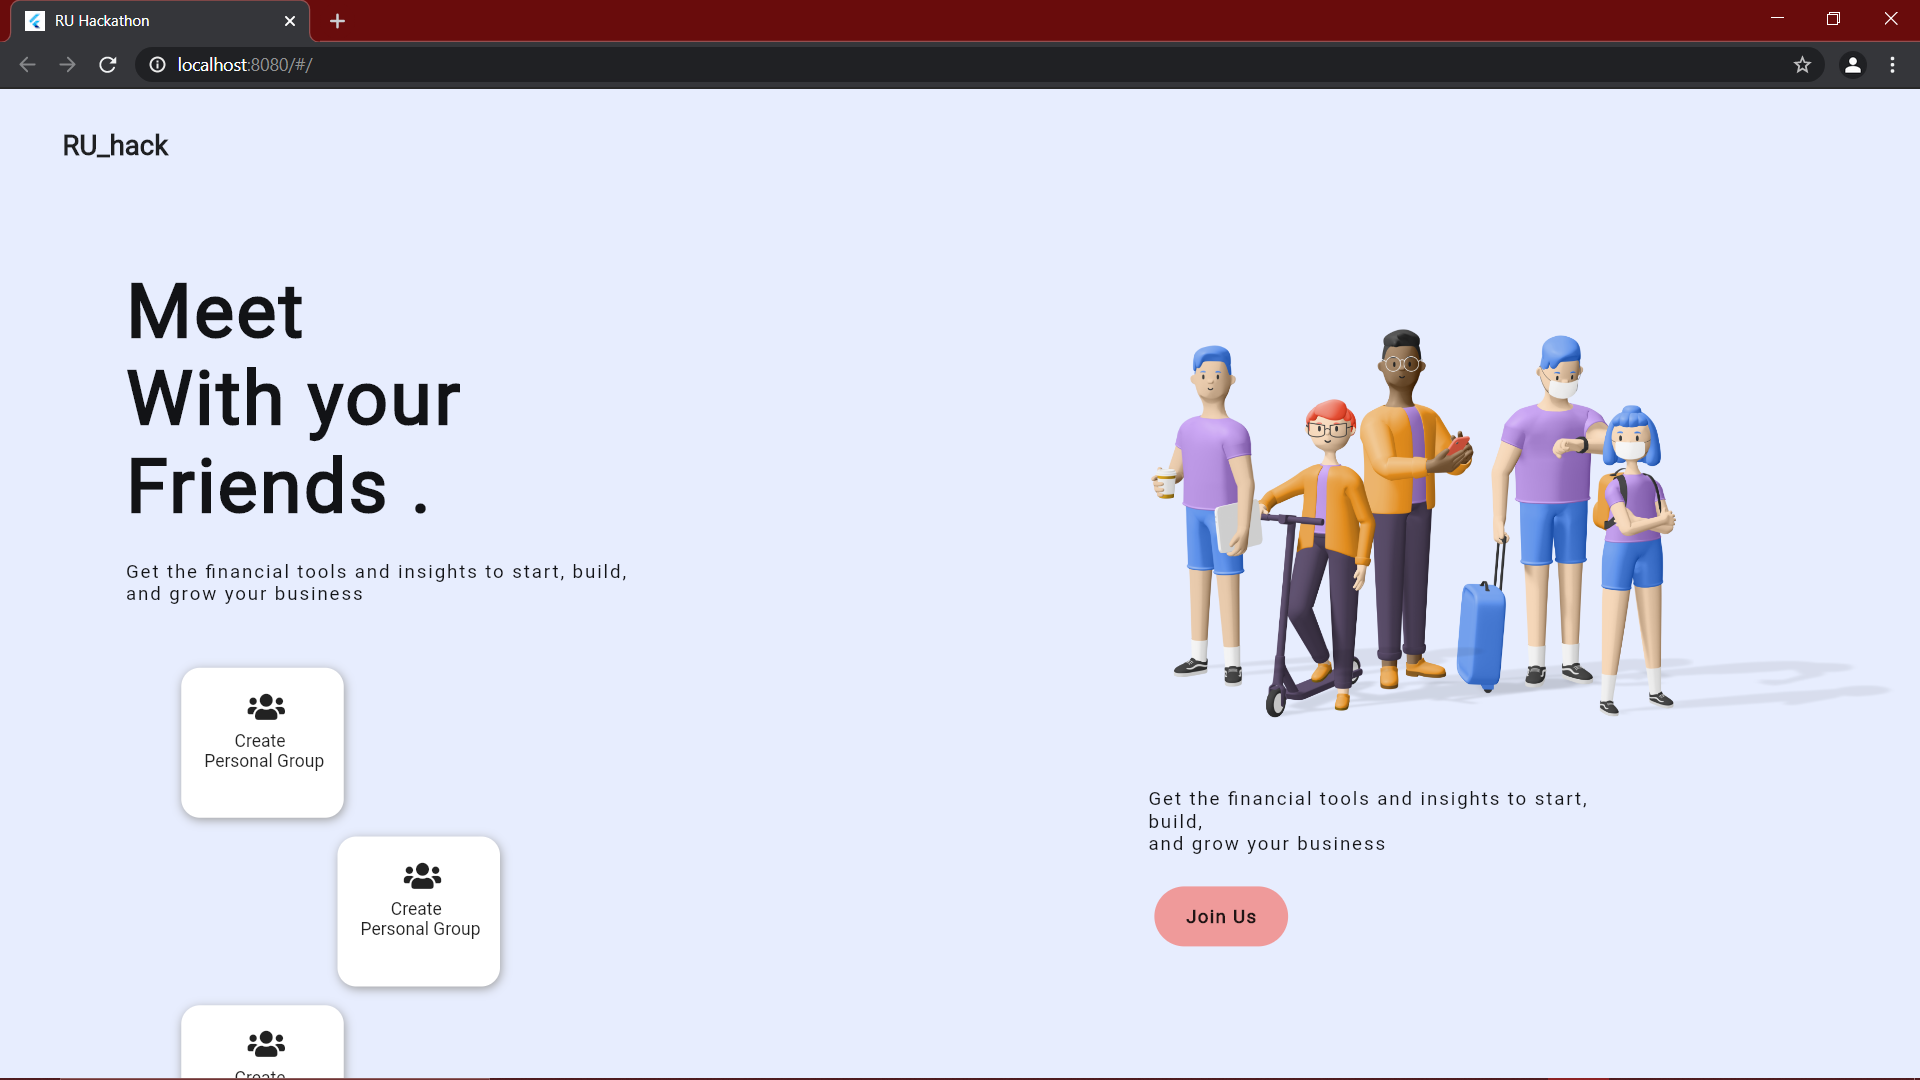 RU Hackathon
localhost:8080/#/
RU_hack
Meet
With your
Friends .
Get the financial tools and insights to start, build,
and grow your business
Create
Personal Group
Create
Personal Group
Create
Get the financial tools and insights to start,
build,
and grow your business
Join Us